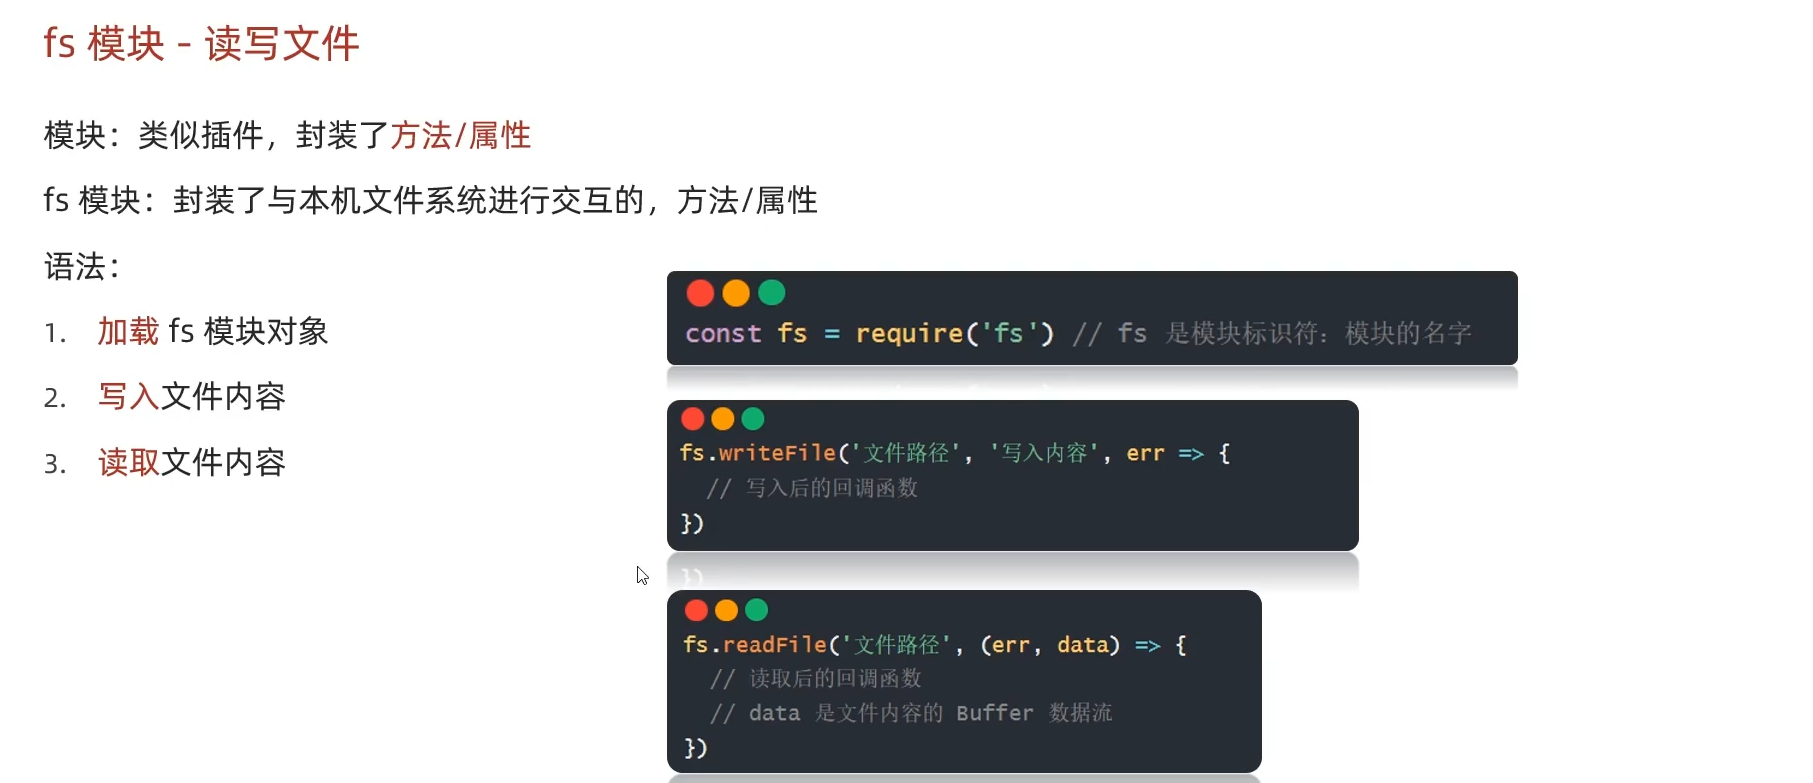 fs 模块 - 读写文件
模块：类似插件，封装了方法/属性
fs 模块：封装了与本机文件系统进行交互的，方法/属性
语法：
1. 加载 fs 模块对象
2. 写入文件内容
3. 读取文件内容
const fs = require('fs') // fs 是模块标识符：模块的名字
fs.writeFile('文件路径', '写入内容', err => {
// 写入后的回调函数
})
fs.readFile('文件路径', (err, data) => {
// 读取后的回调函数
// data 是文件内容的 Buffer 数据流
})